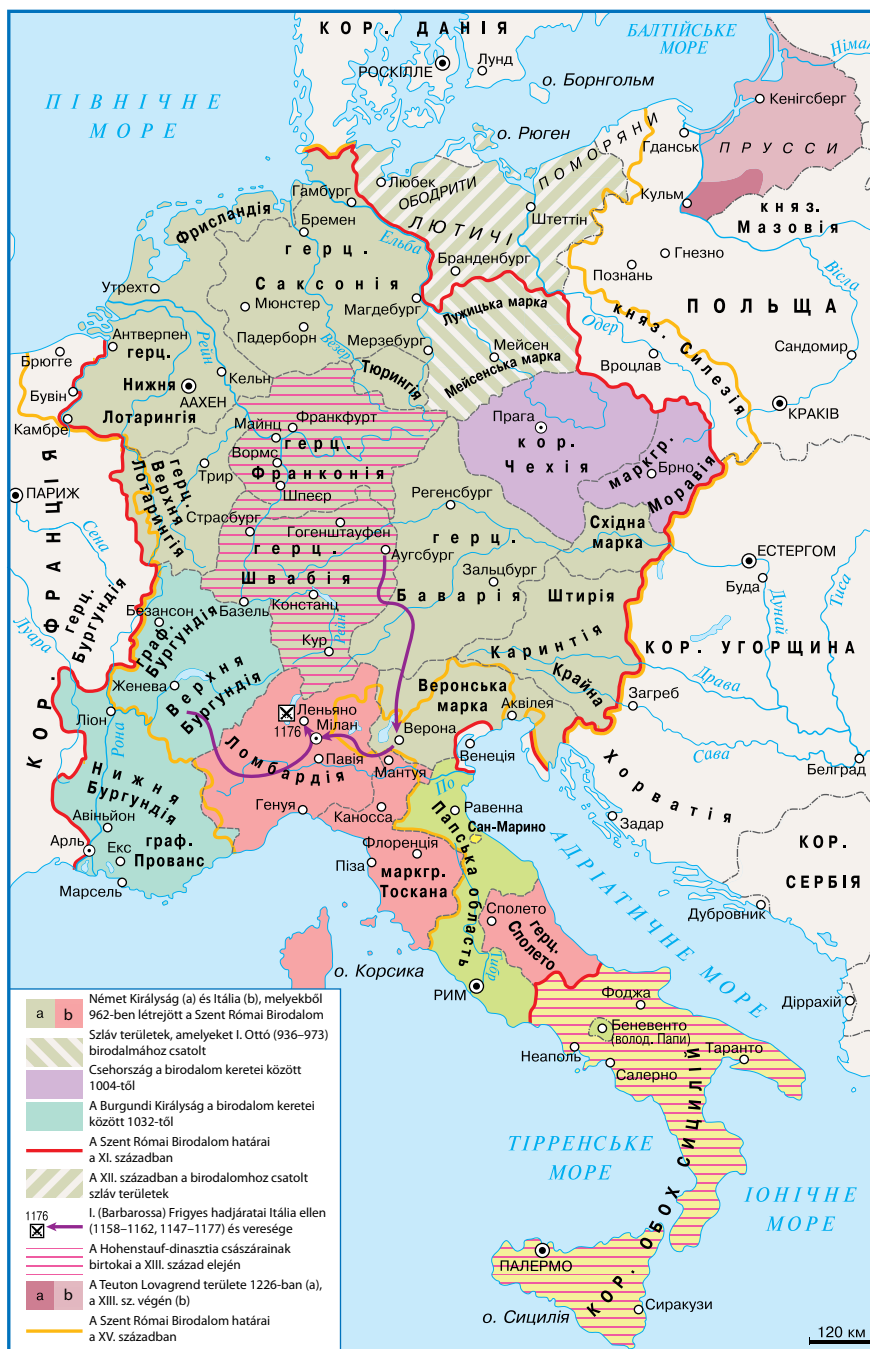 КОР. ДАНІЯ
БАЛТІЙСЬКЕ
МОРЕ
Німан
РОСКІЛЛЕ
Лунд
о. Борнгольм
Кенігсберг
ПІВНІЧНЕ
МОРЕ
о. Рюген
Гданськ
ПРУССИ
ПОМОРЯНИ
Любек
ОБОДРИТИ
Гамбург
Кульм
княз.
Мазовія
ЛЮТИЧІ
Штеттін
Фрисландія
Бремен
герц.
Саксонія
Ельба
Бранденбург
Гнезно
Познань
Вісла
Утрехт
Мюнстер
Магдебург
Лужицька марка
ПОЛЬЩА
Падерборн
Везер
Мерзебург
Одер
княз. Силезія
Антверпен
герц.
Рейн
Мейсен
Мейсенська марка
Сандомир
Брюгге
Нижня
Лотарингія
Кельн
Тюрингія
Вроцлав
Бувін
ААХЕН
КРАКІВ
Камбре
Майнц
Франкфурт
Прага
герц.
Франконія
кор.
Чехія
маркгр.
Моравія
Брно
герц.
Верхня
Лотарингія
Вормс
Трир
Шпеєр
ПАРИЖ
Сена
Регенсбург
Страсбург
Гогенштауфен
Східна
марка
герц.
Швабія
Аугсбург
герц.
Баварія
ЕСТЕРГОМ
Зальцбург
Буда
Дунай
Тиса
КОР. ФРАНЦІЯ
герц.
Бургундія
Луара
Безансон
граф.
Бургундія
Базель
Констанц
Рейн
Штирія
Кур
Каринтія
КОР. УГОРЩИНА
Женева
Верхня
Бургундія
Крайна
Драва
Веронська
марка
Аквілея
Загреб
Ліон
Рона
Леньяно
1176
Мілан
Верона
Ломбардія
Павія
Мантуя
Венеція
Сава
Белград
По
Нижня
Бургундія
Хорватія
Генуя
Каносса
Равенна
Авіньйон
Сан-Марино
Задар
Арль
Екс
граф.
Прованс
Флоренція
Папська область
КОР.
СЕРБІЯ
Піза
маркгр.
Тоскана
АДРІАТИЧНЕ МОРЕ
Марсель
Сполето
герц.
Сполето
Дубровник
Тибр
о. Корсика
РИМ
Фоджа
Діррахій
Беневенто
(волод. Папи)
Неаполь
Таранто
Салерно
ТІРРЕНСЬКЕ
МОРЕ
КОР. ОБОХ СИЦИЛІЙ
ІОНІЧНЕ
МОРЕ
ПАЛЕРМО
о. Сицилія
Сиракузи
120 км
a b Német Királyság (a) és Itália (b), melyekből
962-ben létrejött a Szent Római Birodalom
Szláv területek, amelyeket I. Ottó (936–973)
birodalmához csatolt
Csehország a birodalom keretei között
1004-től
A Burgundi Királyság a birodalom keretei
között 1032-től
A Szent Római Birodalom határai
a XI. században
A XII. században a birodalomhoz csatolt
szláv területek
1176 I. (Barbarossa) Frigyes hadjáratai Itália ellen
(1158–1162, 1147–1177) és veresége
A Hohenstauf-dinasztia császárainak
birtokai a XIII. század elején
a b A Teuton Lovagrend területe 1226-ban (a),
a XIII. sz. végén (b)
A Szent Római Birodalom határai
a XV. században